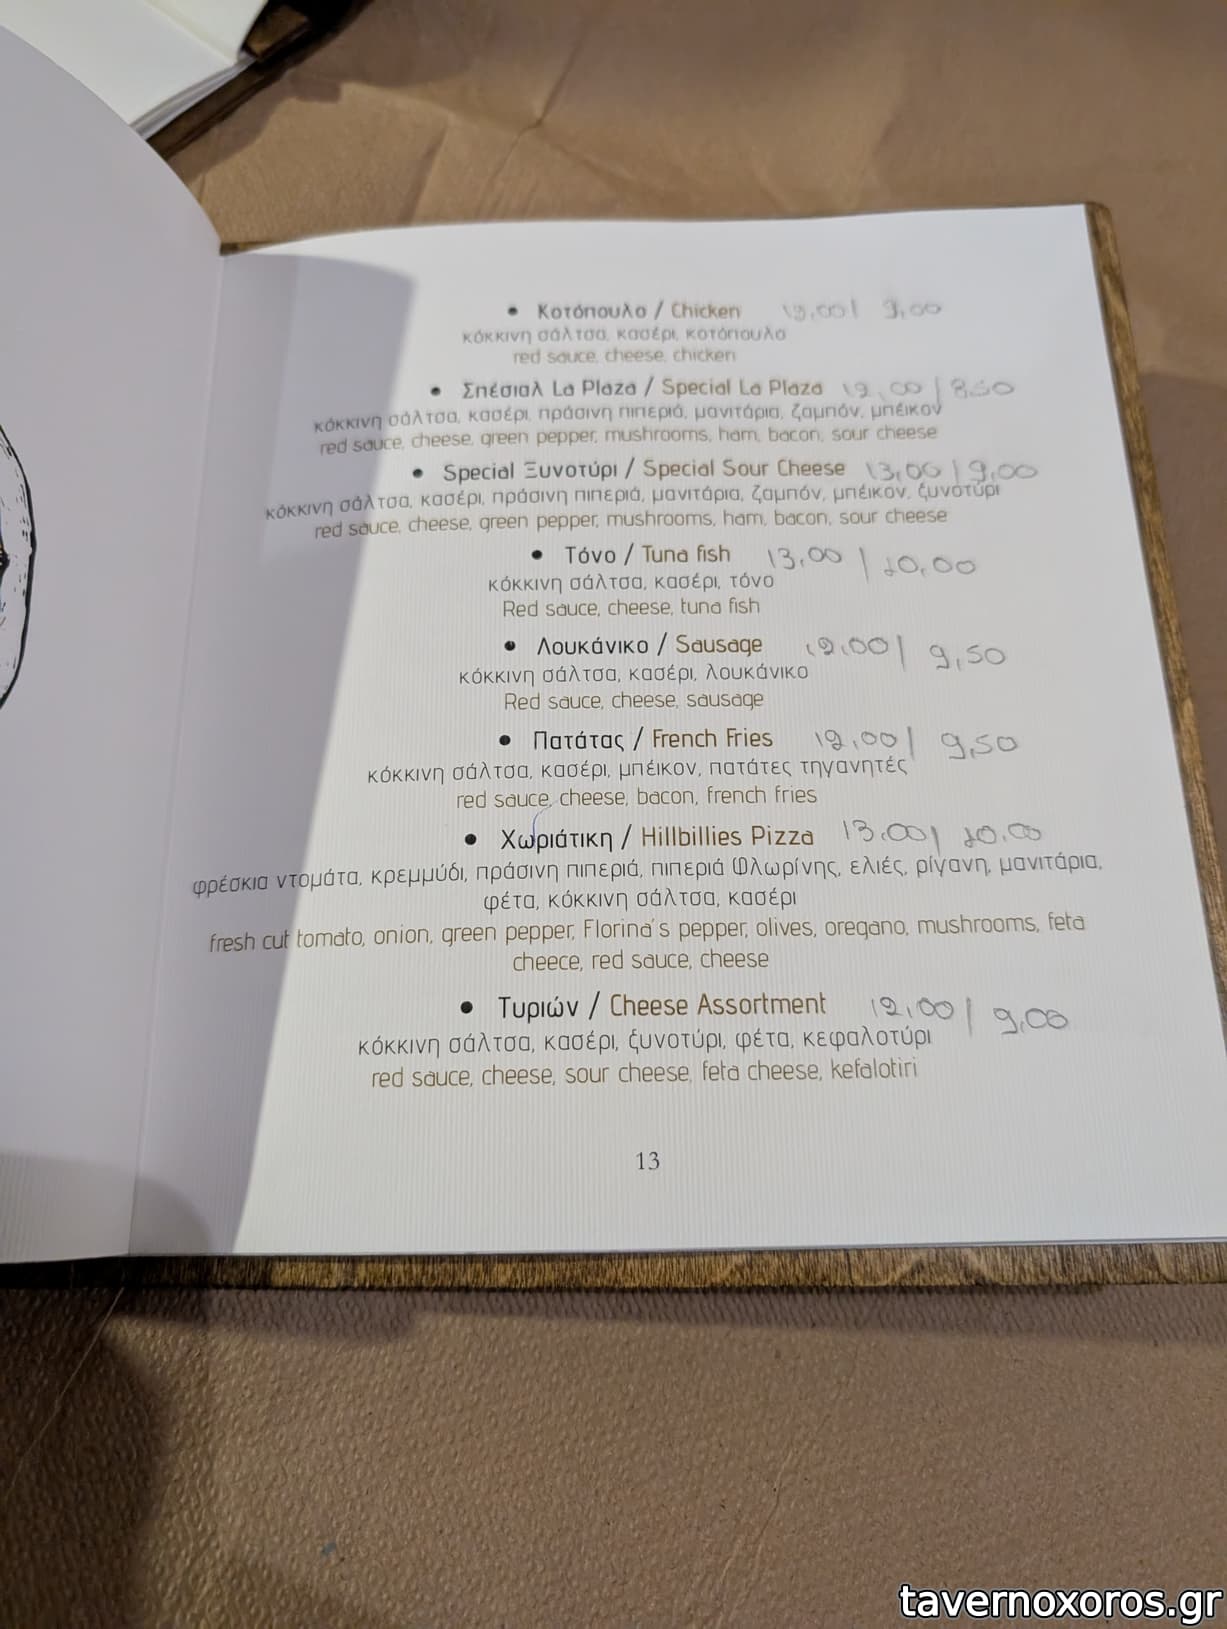 • Κοτόπουλο / Chicken 9,00
κόκκινη σάλτσα, κασέρι, κοτόπουλο
red sauce, cheese, chicken
• Σπέσιαλ La Plaza / Special La Plaza 12,00 | 8,50
κόκκινη σάλτσα, κασέρι, πράσινη πιπεριά, μανιτάρια, ζαμπόν, μπέικον
red sauce, cheese, green pepper, mushrooms, ham, bacon, sour cheese
• Special Ξυνοτύρι / Special Sour Cheese 13,00 | 9,00
κόκκινη σάλτσα, κασέρι, πράσινη πιπεριά, μανιτάρια, ζαμπόν, μπέικον, ξυνοτύρι
red sauce, cheese, green pepper, mushrooms, ham, bacon, sour cheese
• Τόνο / Tuna fish 13,00 | 10,00
κόκκινη σάλτσα, κασέρι, τόνο
Red sauce, cheese, tuna fish
• Λουκάνικο / Sausage 12,00 | 9,50
κόκκινη σάλτσα, κασέρι, λουκάνικο
Red sauce, cheese, sausage
• Πατάτας / French Fries 12,00 | 9,50
κόκκινη σάλτσα, κασέρι, μπέικον, πατάτες τηγανητές
red sauce, cheese, bacon, french fries
• Χωριάτικη / Hillbillies Pizza 13,00 | 10,00
φρέσκια ντομάτα, κρεμμύδι, πράσινη πιπεριά, πιπεριά Φλωρίνης, ελιές, ρίγανη, μανιτάρια,
φέτα, κόκκινη σάλτσα, κασέρι
fresh cut tomato, onion, green pepper, Florina's pepper, olives, oregano, mushrooms, feta
cheece, red sauce, cheese
• Τυριών / Cheese Assortment 12,00 | 9,00
κόκκινη σάλτσα, κασέρι, ξυνοτύρι, φέτα, κεφαλοτύρι
red sauce, cheese, sour cheese, feta cheese, kefalotiri
13
tavernoxoros.gr